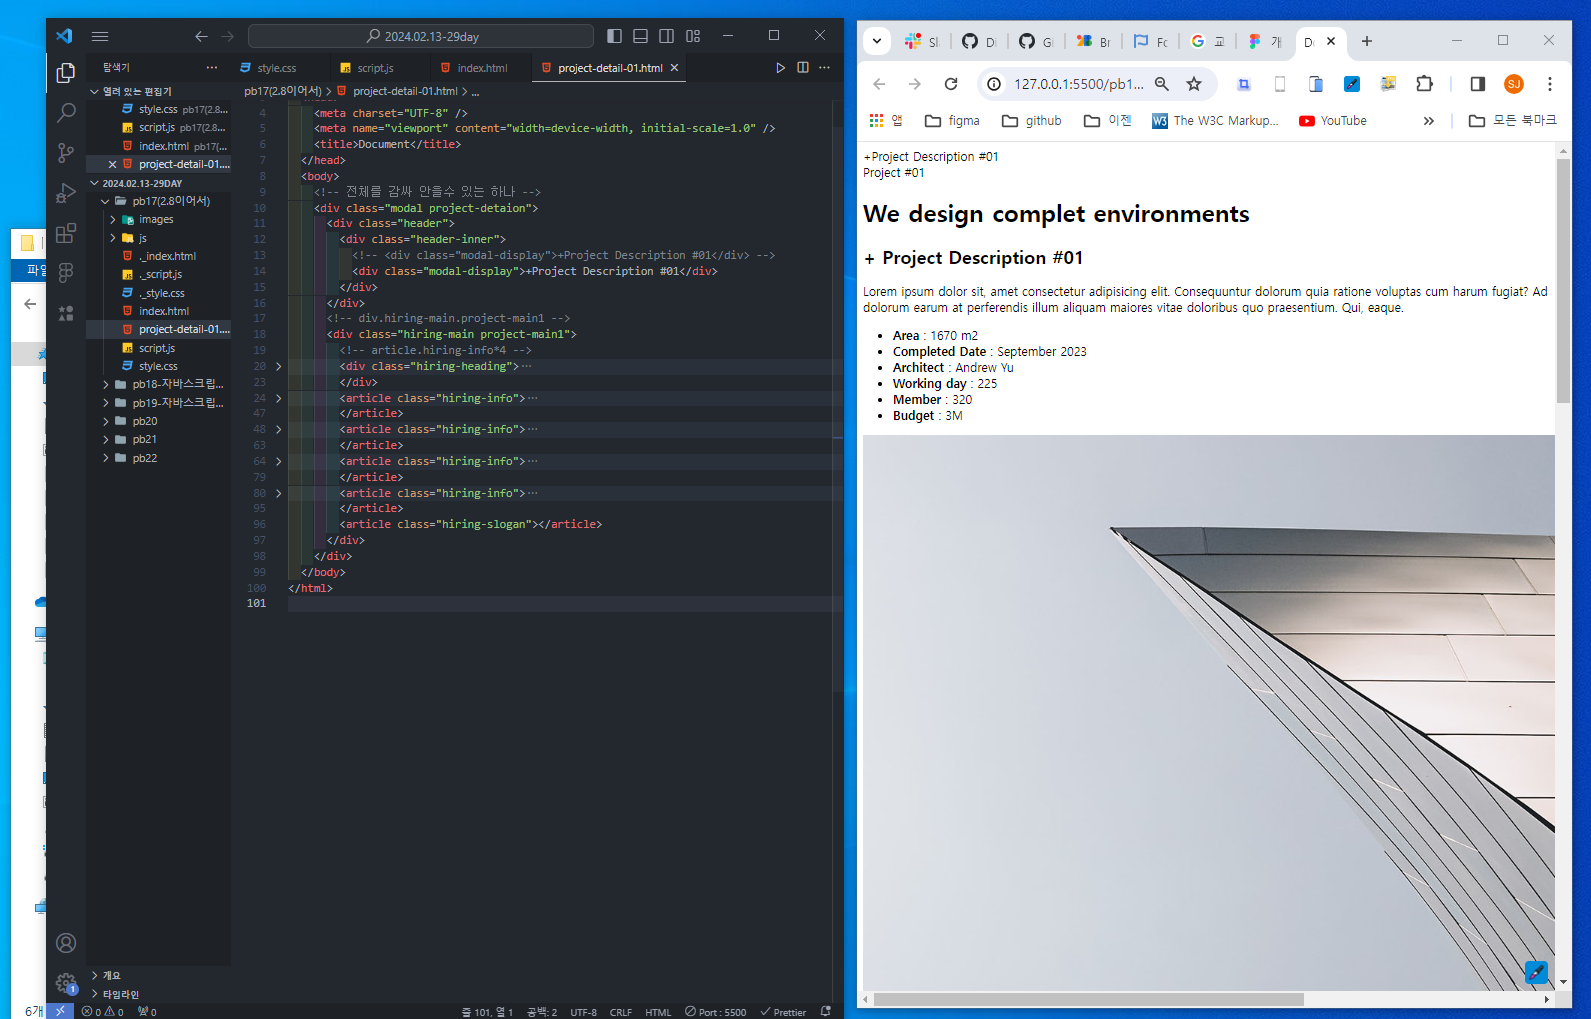 2024.02.13-29day
탐색기
style.css
script.js
index.html
project-detail-01.html
열려 있는 편집기
style.css pb17(2.8...
script.js pb17(2.8...
index.html pb17(...
project-detail-01....
2024.02.13-29DAY
pb17(2.8이어서)
images
js
._index.html
._script.js
._style.css
index.html
project-detail-01....
script.js
style.css
pb18-자바스크립...
pb19-자바스크립...
pb20
pb21
pb22
개요
타임라인
pb17(2.8이어서) > project-detail-01.html > ...
4 <meta charset="UTF-8" />
5 <meta name="viewport" content="width=device-width, initial-scale=1.0" />
6 <title>Document</title>
7 </head>
8 <body>
9 <!-- 전체를 감싸 안을수 있는 하나 -->
10 <div class="modal project-detaion">
11 <div class="header">
12 <div class="header-inner">
13 <!-- <div class="modal-display">+Project Description #01</div> -->
14 <div class="modal-display">+Project Description #01</div>
15 </div>
16 </div>
17 <!-- div.hiring-main.project-main1 -->
18 <div class="hiring-main project-main1">
19 <!-- article.hiring-info*4 -->
20 <div class="hiring-heading">...
23 </div>
24 <article class="hiring-info">...
47 </article>
48 <article class="hiring-info">...
63 </article>
64 <article class="hiring-info">...
79 </article>
80 <article class="hiring-info">...
95 </article>
96 <article class="hiring-slogan"></article>
97 </div>
98 </div>
99 </body>
100 </html>
101
0 0 0
줄 101, 열 1 공백: 2 UTF-8 CRLF HTML Port : 5500 Prettier
1
파일
6개
Sl Di Gi Br Fc 교 개 D
127.0.0.1:5500/pb1...
SJ
앱 figma github 이젠 The W3C Markup... YouTube » 모든 북마크
+Project Description #01
Project #01
We design complet environments
+ Project Description #01
Lorem ipsum dolor sit, amet consectetur adipisicing elit. Consequuntur dolorum quia ratione voluptas cum harum fugiat? Ad
dolorum earum at perferendis illum aliquam maiores vitae doloribus quo praesentium. Qui, eaque.
Area : 1670 m2
Completed Date : September 2023
Architect : Andrew Yu
Working day : 225
Member : 320
Budget : 3M